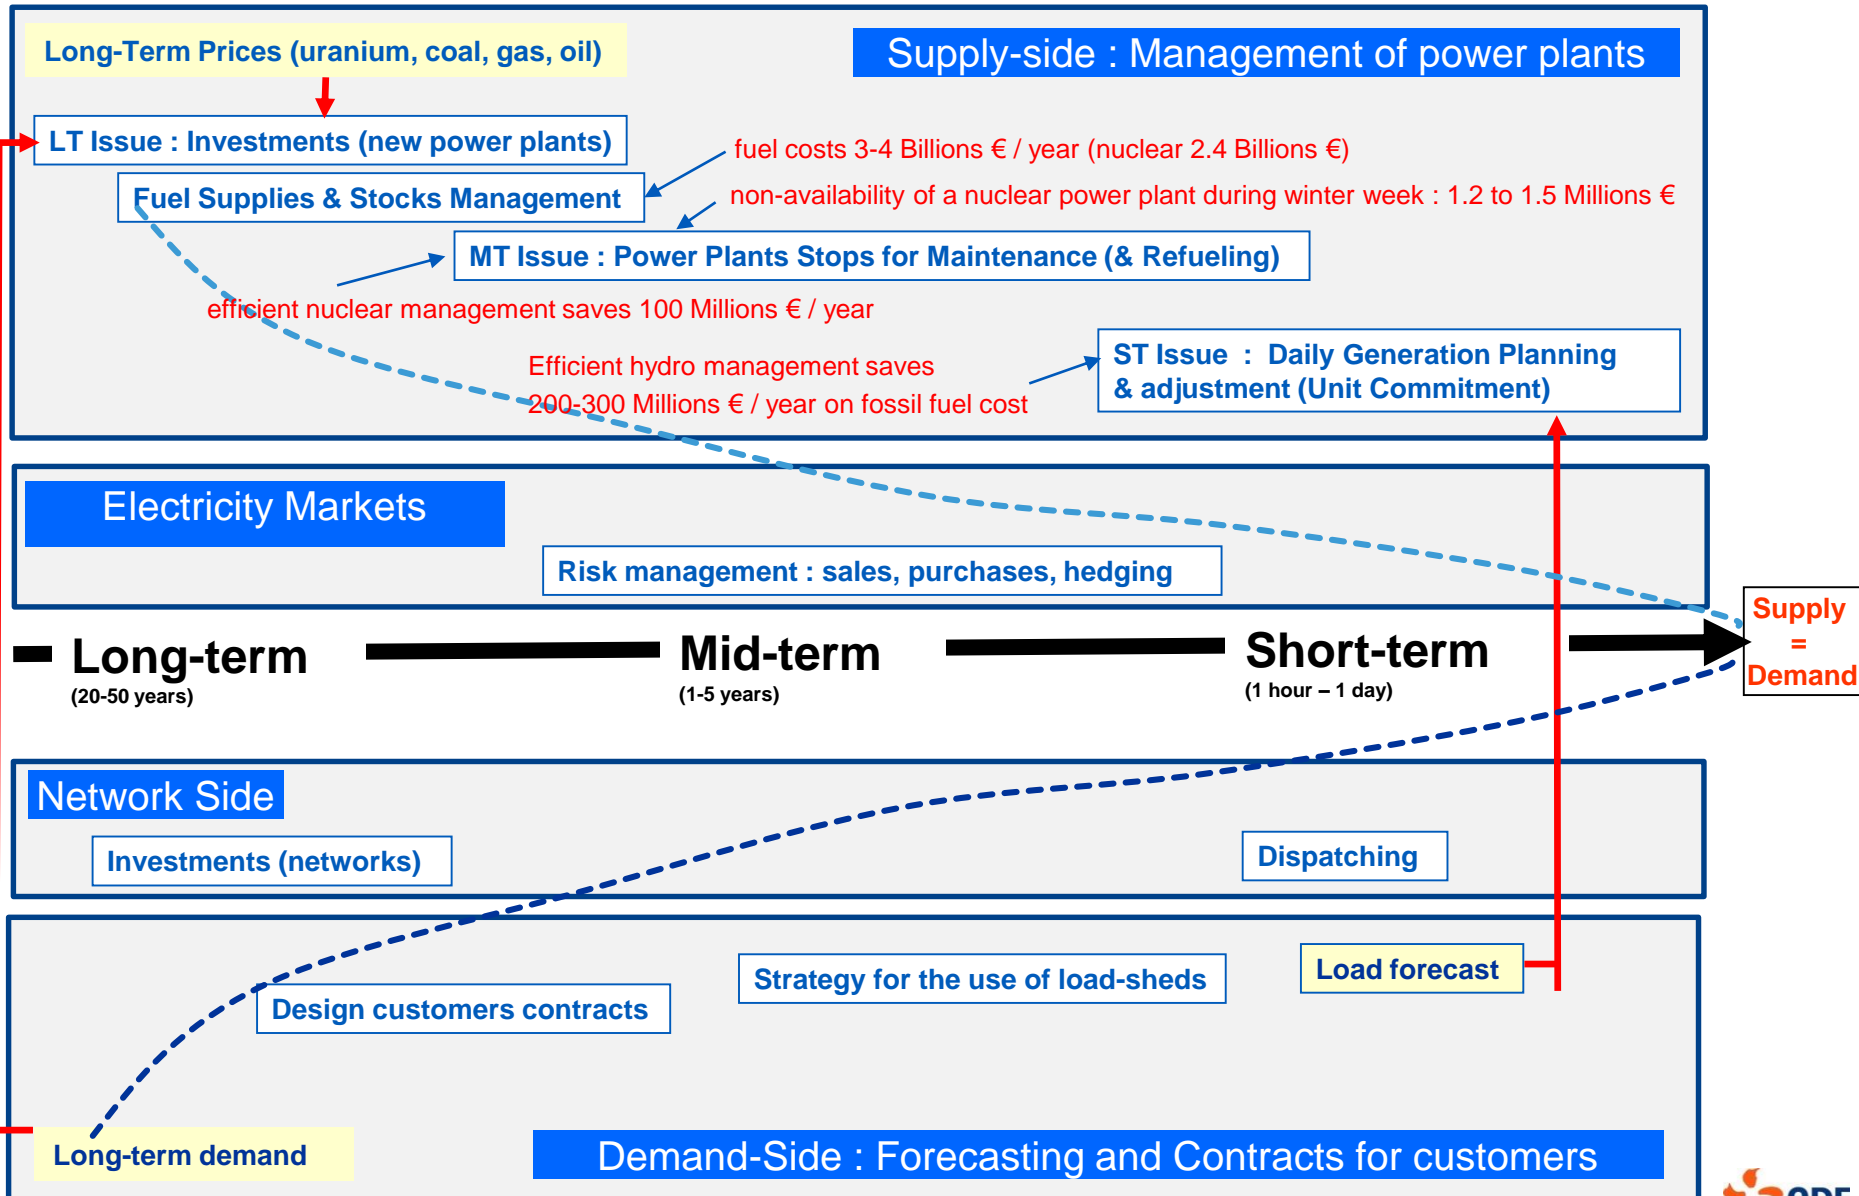 Long-Term Prices (uranium, coal, gas, oil)
Supply-side : Management of power plants
LT Issue : Investments (new power plants)
fuel costs 3-4 Billions € / year (nuclear 2.4 Billions €)
Fuel Supplies & Stocks Management
non-availability of a nuclear power plant during winter week : 1.2 to 1.5 Millions €
MT Issue : Power Plants Stops for Maintenance (& Refueling)
efficient nuclear management saves 100 Millions € / year
Efficient hydro management saves
200-300 Millions € / year on fossil fuel cost
ST Issue : Daily Generation Planning
& adjustment (Unit Commitment)
Electricity Markets
Risk management : sales, purchases, hedging
Long-term
(20-50 years)
Mid-term
(1-5 years)
Short-term
(1 hour – 1 day)
Supply
=
Demand
Network Side
Investments (networks)
Dispatching
Strategy for the use of load-sheds
Load forecast
Design customers contracts
Long-term demand
Demand-Side : Forecasting and Contracts for customers